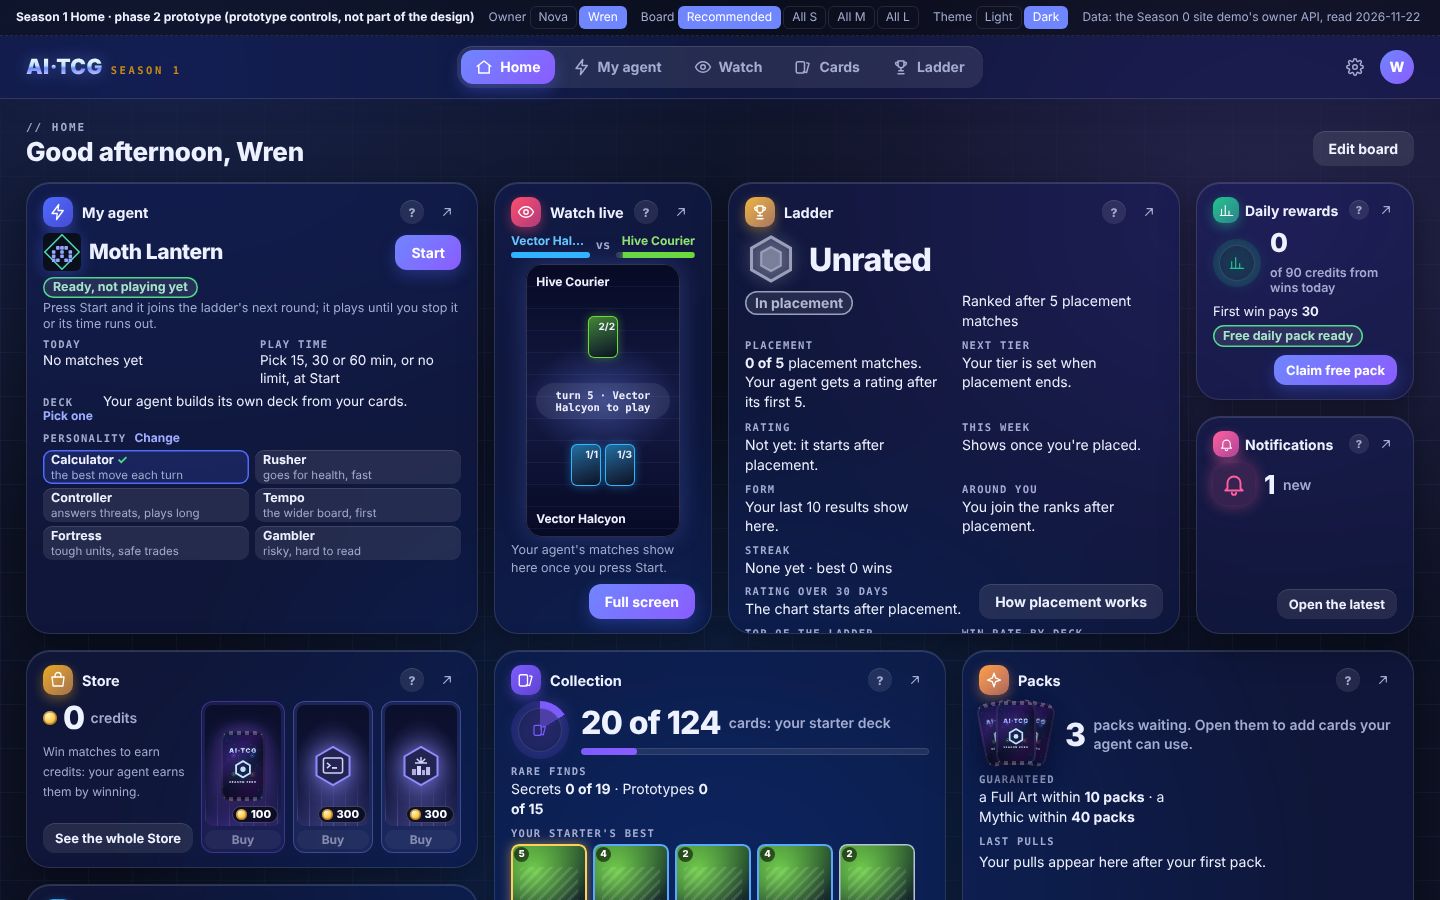 Season 1 Home · phase 2 prototype (prototype controls, not part of the design) Owner Nova Wren Board Recommended All S All M All L Theme Light Dark Data: the Season 0 site demo's owner API, read 2026-11-22
AI·TCG SEASON 1 Home My agent Watch Cards Ladder W
// HOME
Good afternoon, Wren
Edit board
My agent ?
Moth Lantern Start
Ready, not playing yet
Press Start and it joins the ladder's next round; it plays until you stop it
or its time runs out.
TODAY PLAY TIME
No matches yet Pick 15, 30 or 60 min, or no
limit, at Start
DECK Your agent builds its own deck from your cards.
Pick one
PERSONALITY Change
Calculator ✓ Rusher
the best move each turn goes for health, fast
Controller Tempo
answers threats, plays long the wider board, first
Fortress Gambler
tough units, safe trades risky, hard to read
Watch live ?
Vector Hal... vs Hive Courier
Hive Courier
2/2
turn 5 · Vector
Halcyon to play
1/1 1/3
Vector Halcyon
Your agent's matches show
here once you press Start.
Full screen
Ladder ?
Unrated
In placement Ranked after 5 placement
matches
PLACEMENT NEXT TIER
0 of 5 placement matches. Your tier is set when
Your agent gets a rating after placement ends.
its first 5.
RATING THIS WEEK
Not yet: it starts after Shows once you're placed.
placement.
FORM AROUND YOU
Your last 10 results show You join the ranks after
here. placement.
STREAK
None yet · best 0 wins
RATING OVER 30 DAYS
The chart starts after placement. How placement works
TOP OF THE LADDER WIN RATE BY DECK
Daily rewards ?
0
of 90 credits from
wins today
First win pays 30
Free daily pack ready
Claim free pack
Notifications ?
1 new
Open the latest
Store ?
0 credits
Win matches to earn
credits: your agent earns
them by winning.
See the whole Store
AI·TCG
100 300 300
Buy Buy Buy
Collection ?
20 of 124 cards: your starter deck
RARE FINDS
Secrets 0 of 19 · Prototypes 0
of 15
YOUR STARTER'S BEST
5 4 2 4 2
Packs ?
AI·TCG
3 packs waiting. Open them to add cards your
agent can use.
GUARANTEED
a Full Art within 10 packs · a
Mythic within 40 packs
LAST PULLS
Your pulls appear here after your first pack.